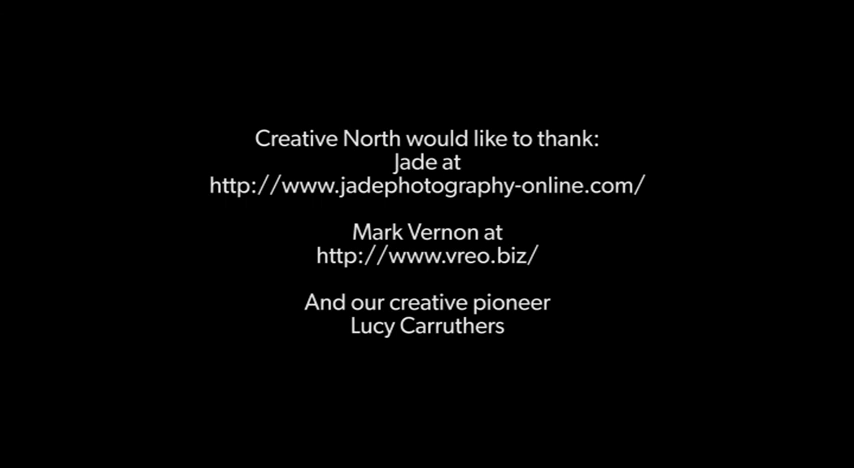 Creative North would like to thank:
Jade at
http://www.jadephotography-online.com/
Mark Vernon at
http://www.vreo.biz/
And our creative pioneer
Lucy Carruthers